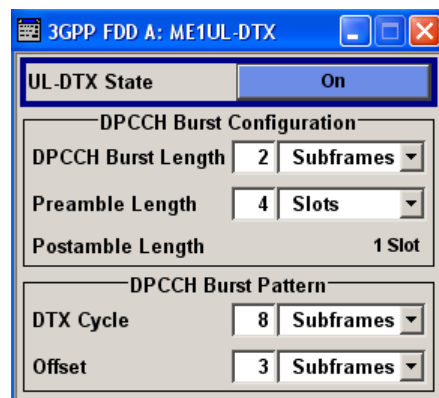 3GPP FDD A: ME1UL-DTX
UL-DTX State On
DPCCH Burst Configuration
DPCCH Burst Length 2 Subframes
Preamble Length 4 Slots
Postamble Length 1 Slot
DPCCH Burst Pattern
DTX Cycle 8 Subframes
Offset 3 Subframes